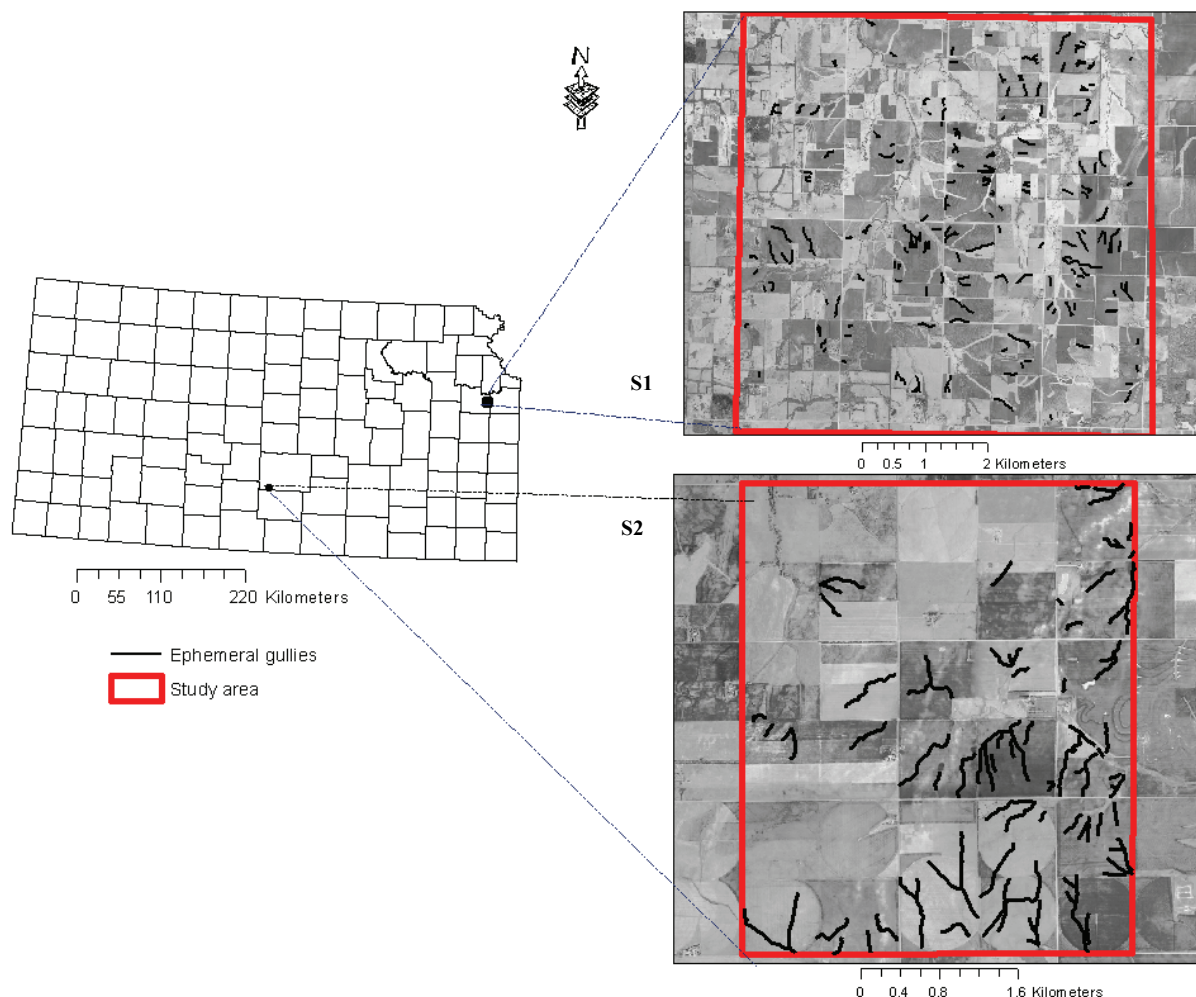 N
S1
0 0.5 1 2 Kilometers
S2
0 55 110 220 Kilometers
Ephemeral gullies
Study area
0 0.4 0.8 1.6 Kilometers